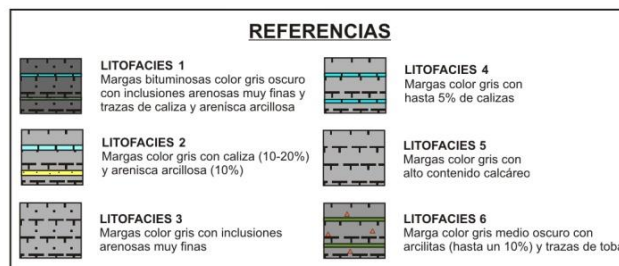 REFERENCIAS
LITOFACIES 1
Margas bituminosas color gris oscuro
con inclusiones arenosas muy finas y
trazas de caliza y arenisca arcillosa
LITOFACIES 2
Margas color gris con caliza (10-20%)
y arenisca arcillosa (10%)
LITOFACIES 3
Margas color gris con inclusiones
arenosas muy finas
LITOFACIES 4
Margas color gris con
hasta 5% de calizas
LITOFACIES 5
Margas color gris con
alto contenido calcáreo
LITOFACIES 6
Marga color gris medio oscuro con
arcilitas (hasta un 10%) y trazas de toba